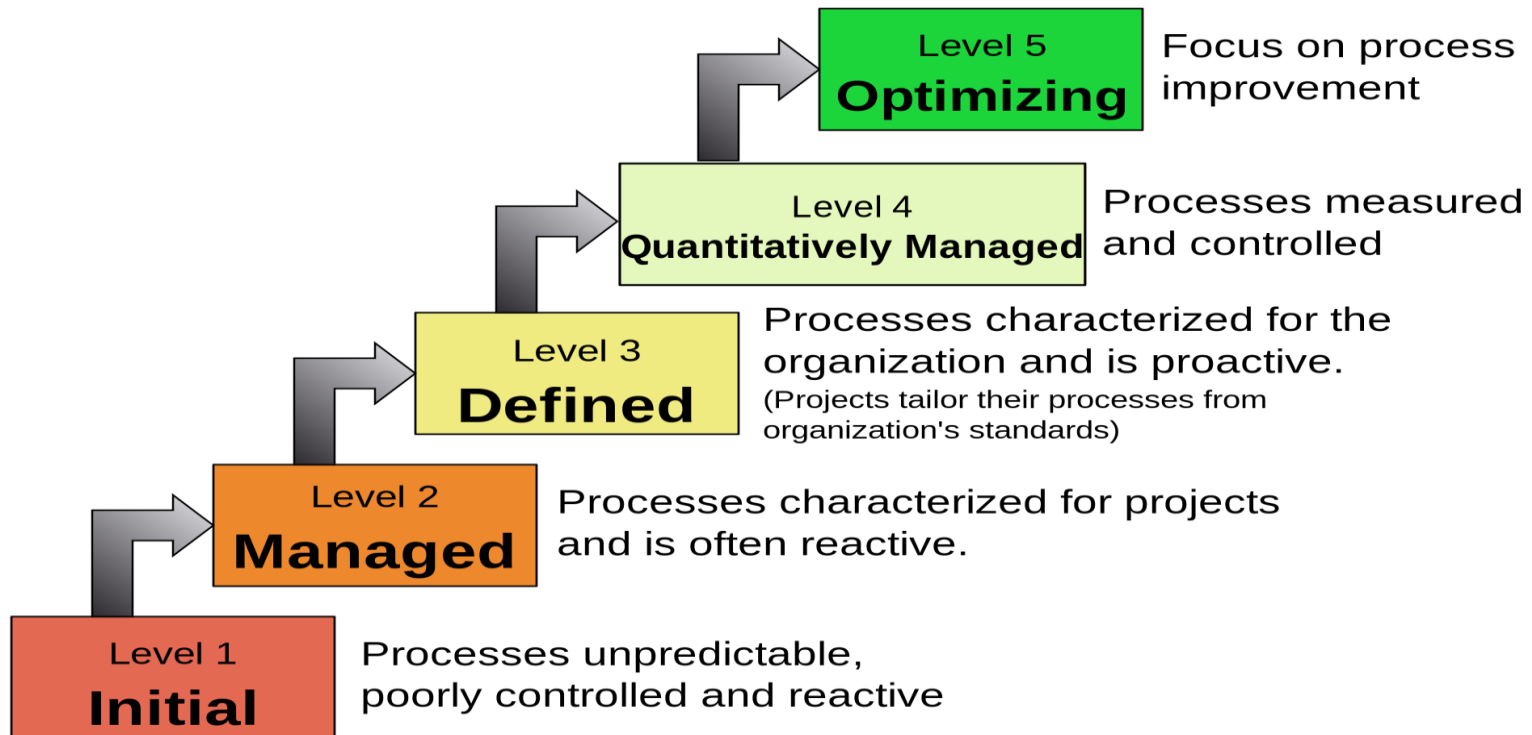 Level 5
Optimizing
Focus on process
improvement
Level 4
Quantitatively Managed
Processes measured
and controlled
Level 3
Defined
Processes characterized for the
organization and is proactive.
(Projects tailor their processes from
organization's standards)
Level 2
Managed
Processes characterized for projects
and is often reactive.
Level 1
Initial
Processes unpredictable,
poorly controlled and reactive